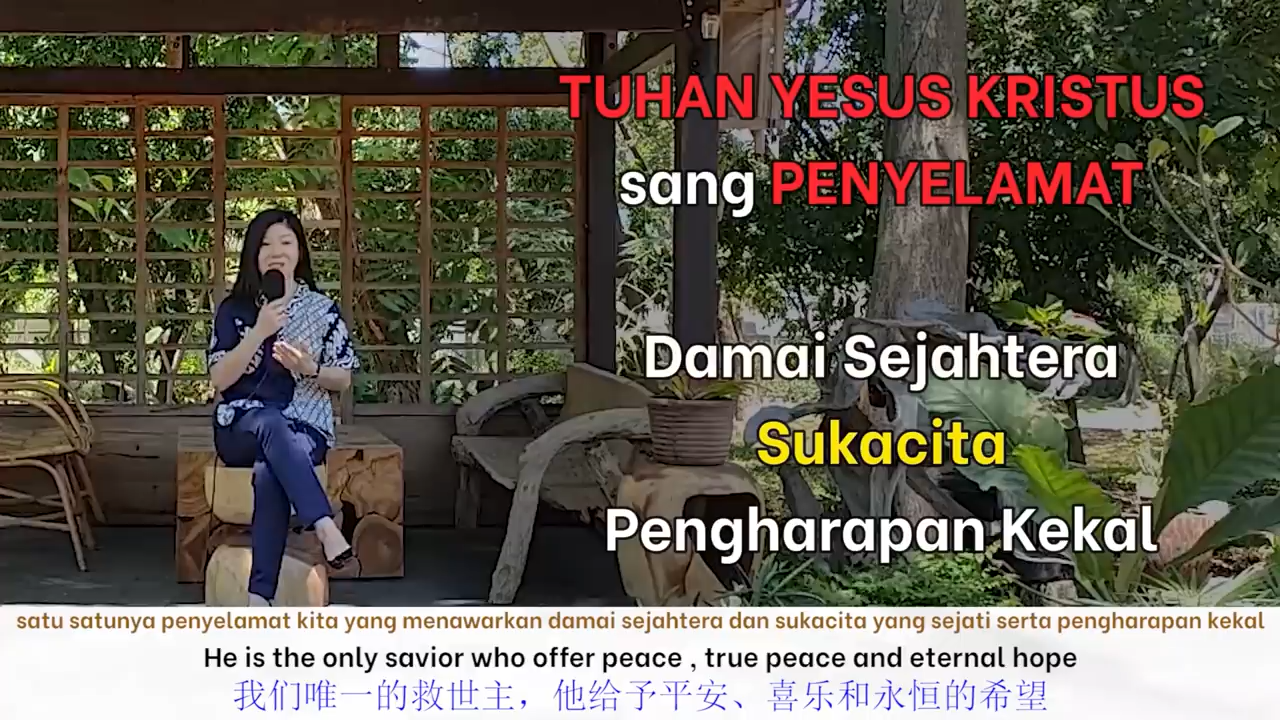 TUHAN YESUS KRISTUS
sang PENYELAMAT
Damai Sejahtera
Sukacita
Pengharapan Kekal
satu satunya penyelamat kita yang menawarkan damai sejahtera dan sukacita yang sejati serta pengharapan kekal
He is the only savior who offer peace , true peace and eternal hope
我们唯一的救世主，他给予平安、喜乐和永恒的希望